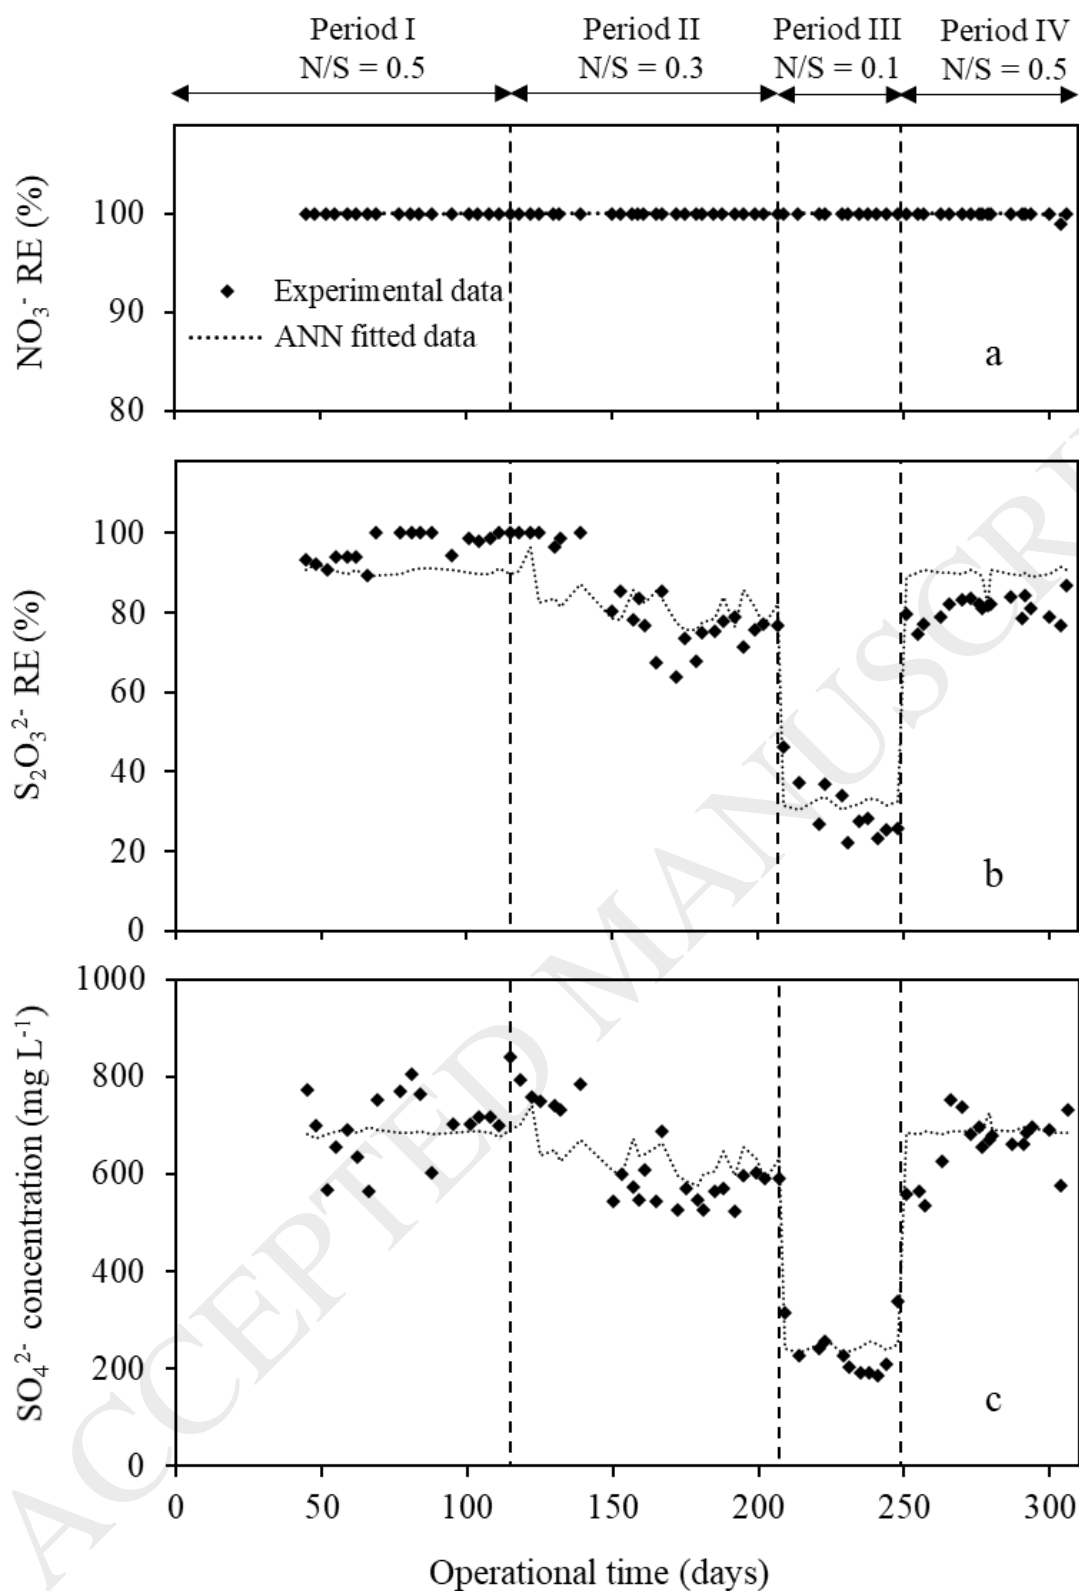 Period I
N/S = 0.5
Period II
N/S = 0.3
Period III
N/S = 0.1
Period IV
N/S = 0.5
NO₃⁻ RE (%)
100
90
80
Experimental data
ANN fitted data
a
S₂O₃²⁻ RE (%)
100
80
60
40
20
0
b
SO₄²⁻ concentration (mg L⁻¹)
1000
800
600
400
200
0
c
0 50 100 150 200 250 300
Operational time (days)
ACCEPTED MANUSCRI